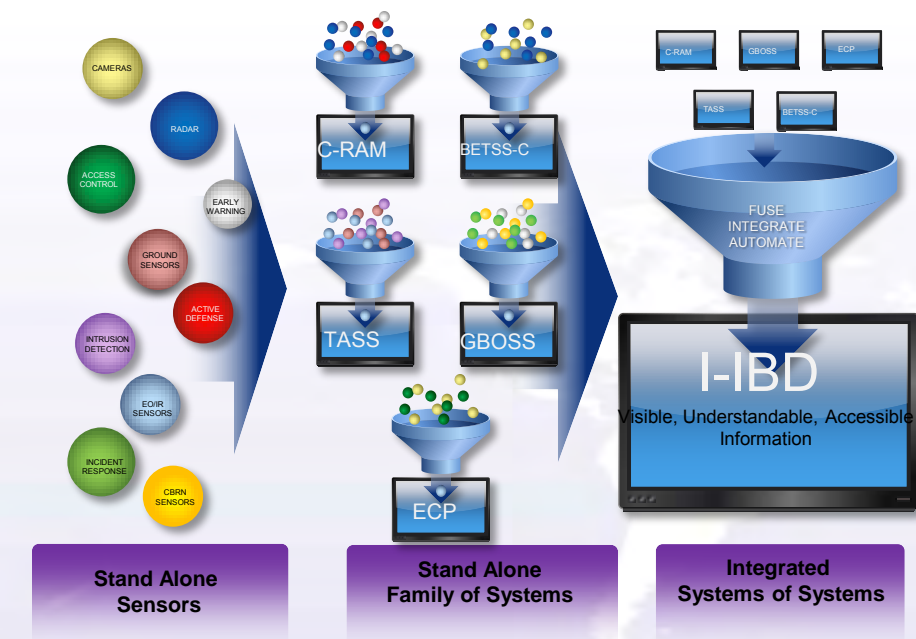 CAMERAS
RADAR
ACCESS
CONTROL
EARLY
WARNING
GROUND
SENSORS
ACTIVE
DEFENSE
INTRUSION
DETECTION
EO/IR
SENSORS
INCIDENT
RESPONSE
CBRN
SENSORS
Stand Alone
Sensors
C-RAM
BETSS-C
TASS
GBOSS
ECP
Stand Alone
Family of Systems
C-RAM
GBOSS
ECP
TASS
BETSS-C
FUSE
INTEGRATE
AUTOMATE
I-IBD
Visible, Understandable, Accessible
Information
Integrated
Systems of Systems